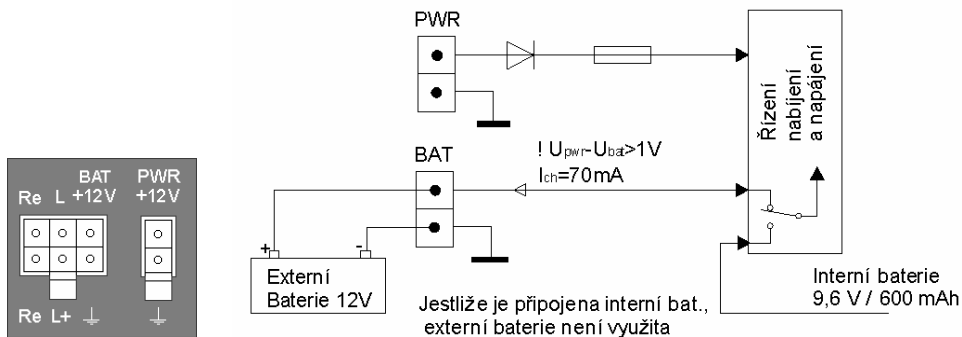 BAT PWR
Re L +12V +12V
Re L+
PWR
Řízení
nabíjení
a napájení
! Upwr-Ubat>1V
Ich=70mA
BAT
+ -
Externí
Baterie 12V
Jestliže je připojena interní bat.,
externí baterie není využita
Interní baterie
9,6 V / 600 mAh